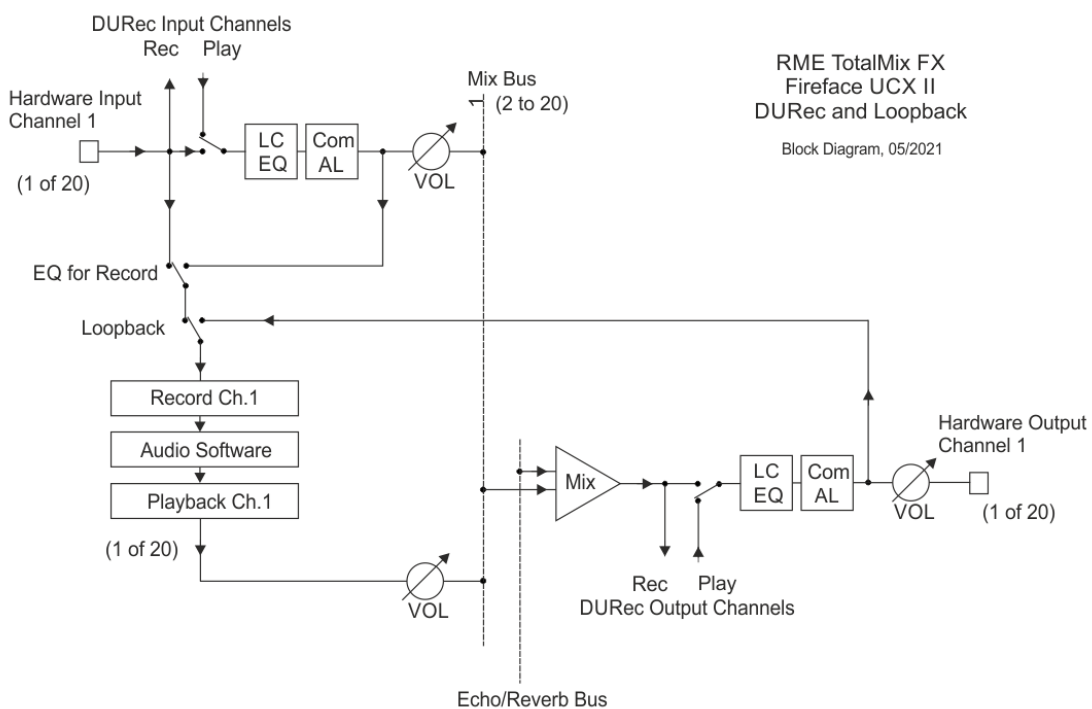 DURec Input Channels
Rec Play
Hardware Input
Channel 1
(1 of 20)
LC
EQ
Com
AL
VOL
Mix Bus
1
(2 to 20)
RME TotalMix FX
Fireface UCX II
DURec and Loopback
Block Diagram, 05/2021
EQ for Record
Loopback
Record Ch.1
Audio Software
Playback Ch.1
(1 of 20)
VOL
Mix
LC
EQ
Com
AL
Hardware Output
Channel 1
VOL
(1 of 20)
Rec Play
DURec Output Channels
Echo/Reverb Bus